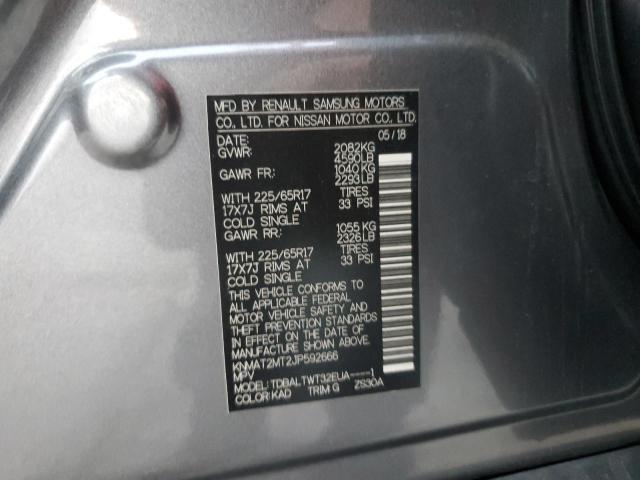 MFD BY RENAULT SAMSUNG MOTORS
CO., LTD. FOR NISSAN MOTOR CO., LTD.
DATE: 05/18
GVWR: 2082KG
4590LB
GAWR FR: 1040KG
2293LB
WITH 225/65R17 TIRES
17X7J RIMS AT 33 PSI
COLD SINGLE
GAWR RR: 1055KG
2326LB
WITH 225/65R17 TIRES
17X7J RIMS AT 33 PSI
COLD SINGLE
THIS VEHICLE CONFORMS TO
ALL APPLICABLE FEDERAL
MOTOR VEHICLE SAFETY AND
THEFT PREVENTION STANDARDS
IN EFFECT ON THE DATE OF
MANUFACTURE SHOWN ABOVE
KNMAT2MT2JP592666
MPV
MODEL: TDBALTWT32EUA----1
COLOR: KAD TRIM G ZS30A